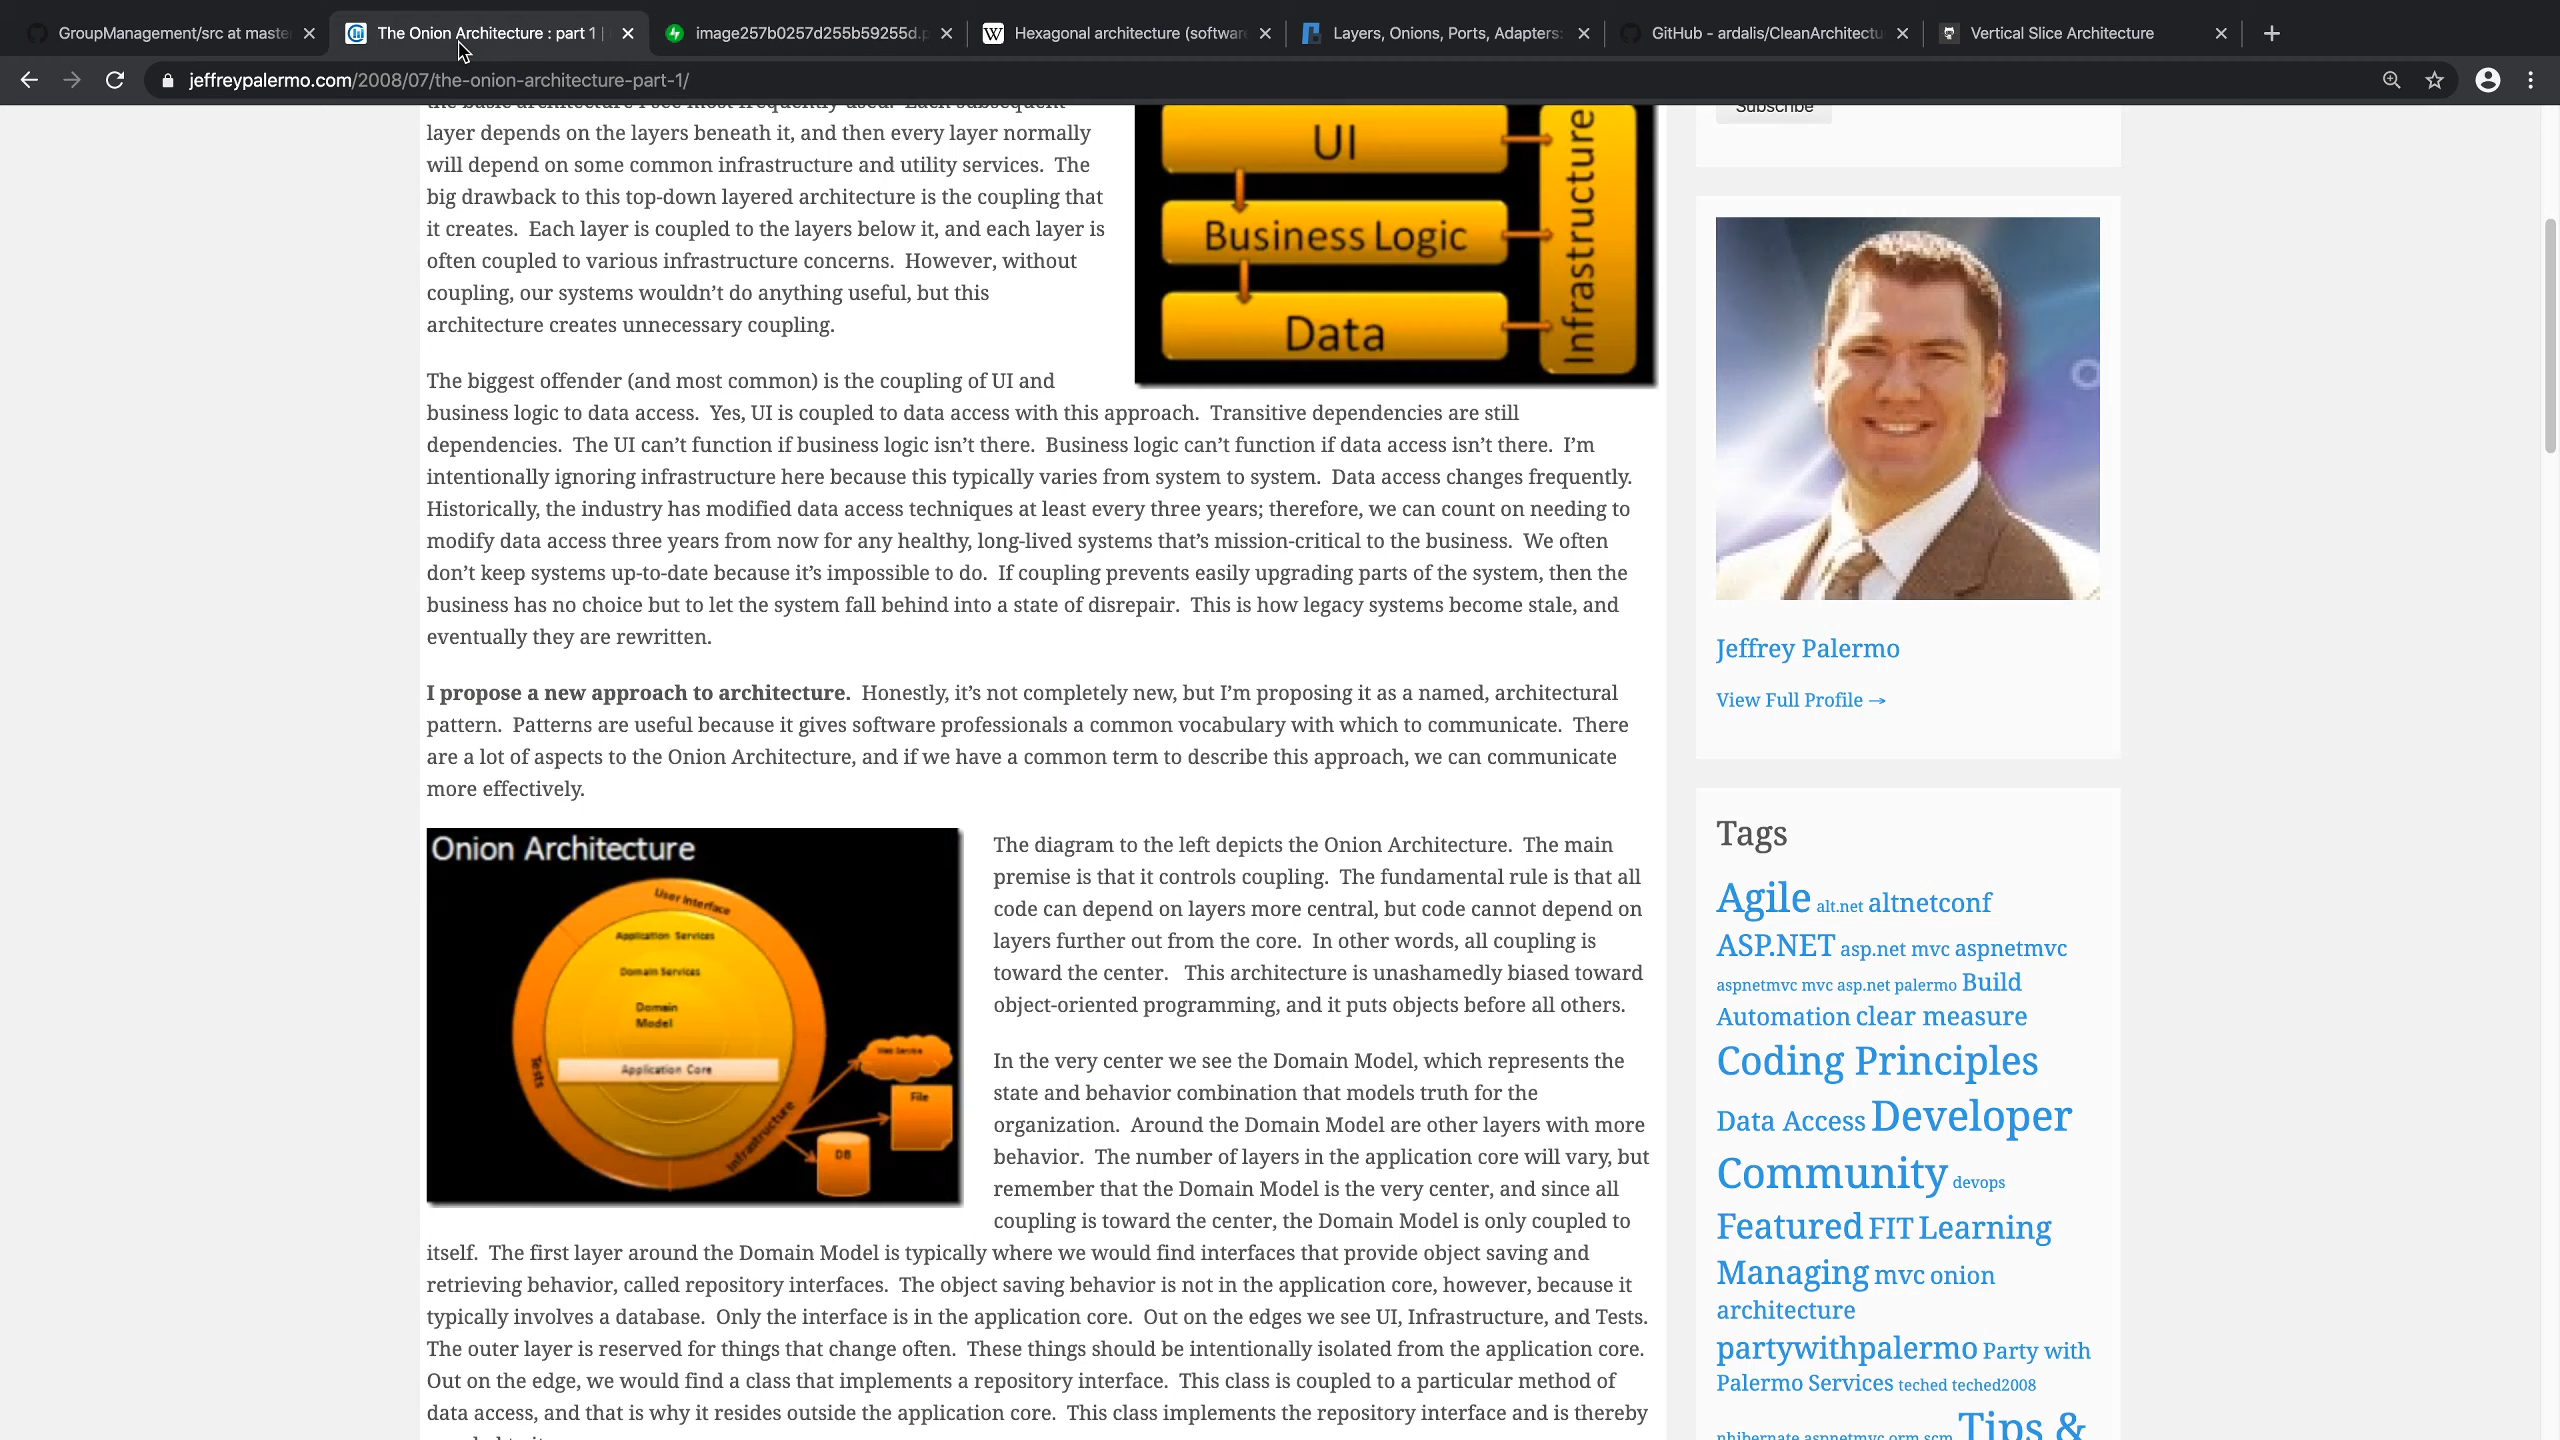 GroupManagement/src at maste
The Onion Architecture : part 1 |
image257b0257d255b59255d.p
Hexagonal architecture (software
Layers, Onions, Ports, Adapters:
GitHub - ardalis/CleanArchitectu
Vertical Slice Architecture
jeffreypalermo.com/2008/07/the-onion-architecture-part-1/
the basic architecture I see most frequently used.  Each subsequent
layer depends on the layers beneath it, and then every layer normally
will depend on some common infrastructure and utility services.  The
big drawback to this top-down layered architecture is the coupling that
it creates.  Each layer is coupled to the layers below it, and each layer is
often coupled to various infrastructure concerns.  However, without
coupling, our systems wouldn’t do anything useful, but this
architecture creates unnecessary coupling.
UI
Business Logic
Data
Infrastructure
The biggest offender (and most common) is the coupling of UI and
business logic to data access.  Yes, UI is coupled to data access with this approach.  Transitive dependencies are still
dependencies.  The UI can’t function if business logic isn’t there.  Business logic can’t function if data access isn’t there.  I’m
intentionally ignoring infrastructure here because this typically varies from system to system.  Data access changes frequently.
Historically, the industry has modified data access techniques at least every three years; therefore, we can count on needing to
modify data access three years from now for any healthy, long-lived systems that’s mission-critical to the business.  We often
don’t keep systems up-to-date because it’s impossible to do.  If coupling prevents easily upgrading parts of the system, then the
business has no choice but to let the system fall behind into a state of disrepair.  This is how legacy systems become stale, and
eventually they are rewritten.
I propose a new approach to architecture.  Honestly, it’s not completely new, but I’m proposing it as a named, architectural
pattern.  Patterns are useful because it gives software professionals a common vocabulary with which to communicate.  There
are a lot of aspects to the Onion Architecture, and if we have a common term to describe this approach, we can communicate
more effectively.
Onion Architecture
User Interface
Application Services
Domain Services
Domain
Model
Application Core
Tests
Infrastructure
Web Service
File
DB
The diagram to the left depicts the Onion Architecture.  The main
premise is that it controls coupling.  The fundamental rule is that all
code can depend on layers more central, but code cannot depend on
layers further out from the core.  In other words, all coupling is
toward the center.   This architecture is unashamedly biased toward
object-oriented programming, and it puts objects before all others.
In the very center we see the Domain Model, which represents the
state and behavior combination that models truth for the
organization.  Around the Domain Model are other layers with more
behavior.  The number of layers in the application core will vary, but
remember that the Domain Model is the very center, and since all
coupling is toward the center, the Domain Model is only coupled to
itself.  The first layer around the Domain Model is typically where we would find interfaces that provide object saving and
retrieving behavior, called repository interfaces.  The object saving behavior is not in the application core, however, because it
typically involves a database.  Only the interface is in the application core.  Out on the edges we see UI, Infrastructure, and Tests.
The outer layer is reserved for things that change often.  These things should be intentionally isolated from the application core.
Out on the edge, we would find a class that implements a repository interface.  This class is coupled to a particular method of
data access, and that is why it resides outside the application core.  This class implements the repository interface and is thereby
Subscribe
Jeffrey Palermo
View Full Profile →
Tags
Agile alt.net altnetconf
ASP.NET asp.net mvc aspnetmvc
aspnetmvc mvc asp.net palermo Build
Automation clear measure
Coding Principles
Data Access Developer
Community devops
Featured FIT Learning
Managing mvc onion
architecture
partywithpalermo Party with
Palermo Services teched teched2008
nhibernate aspnetmvc orm scm Tips &